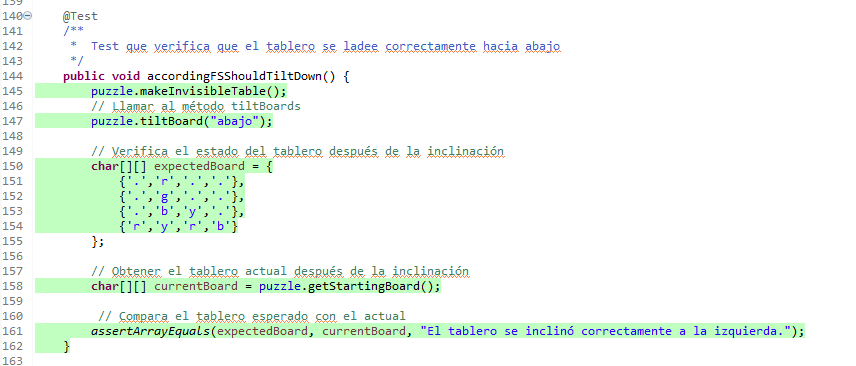 139
140 @Test
141 /**
142 * Test que verifica que el tablero se ladee correctamente hacia abajo
143 */
144 public void accordingFSShouldTiltDown() {
145 puzzle.makeInvisibleTable();
146 // Llamar al método tiltBoards
147 puzzle.tiltBoard("abajo");
148
149 // Verifica el estado del tablero después de la inclinación
150 char[][] expectedBoard = {
151 {'.','r','.','.'},
152 {'.','g','.','.'},
153 {'.','b','y','.'},
154 {'r','y','r','b'}
155 };
156
157 // Obtener el tablero actual después de la inclinación
158 char[][] currentBoard = puzzle.getStartingBoard();
159
160 // Compara el tablero esperado con el actual
161 assertArrayEquals(expectedBoard, currentBoard, "El tablero se inclinó correctamente a la izquierda.");
162 }
163